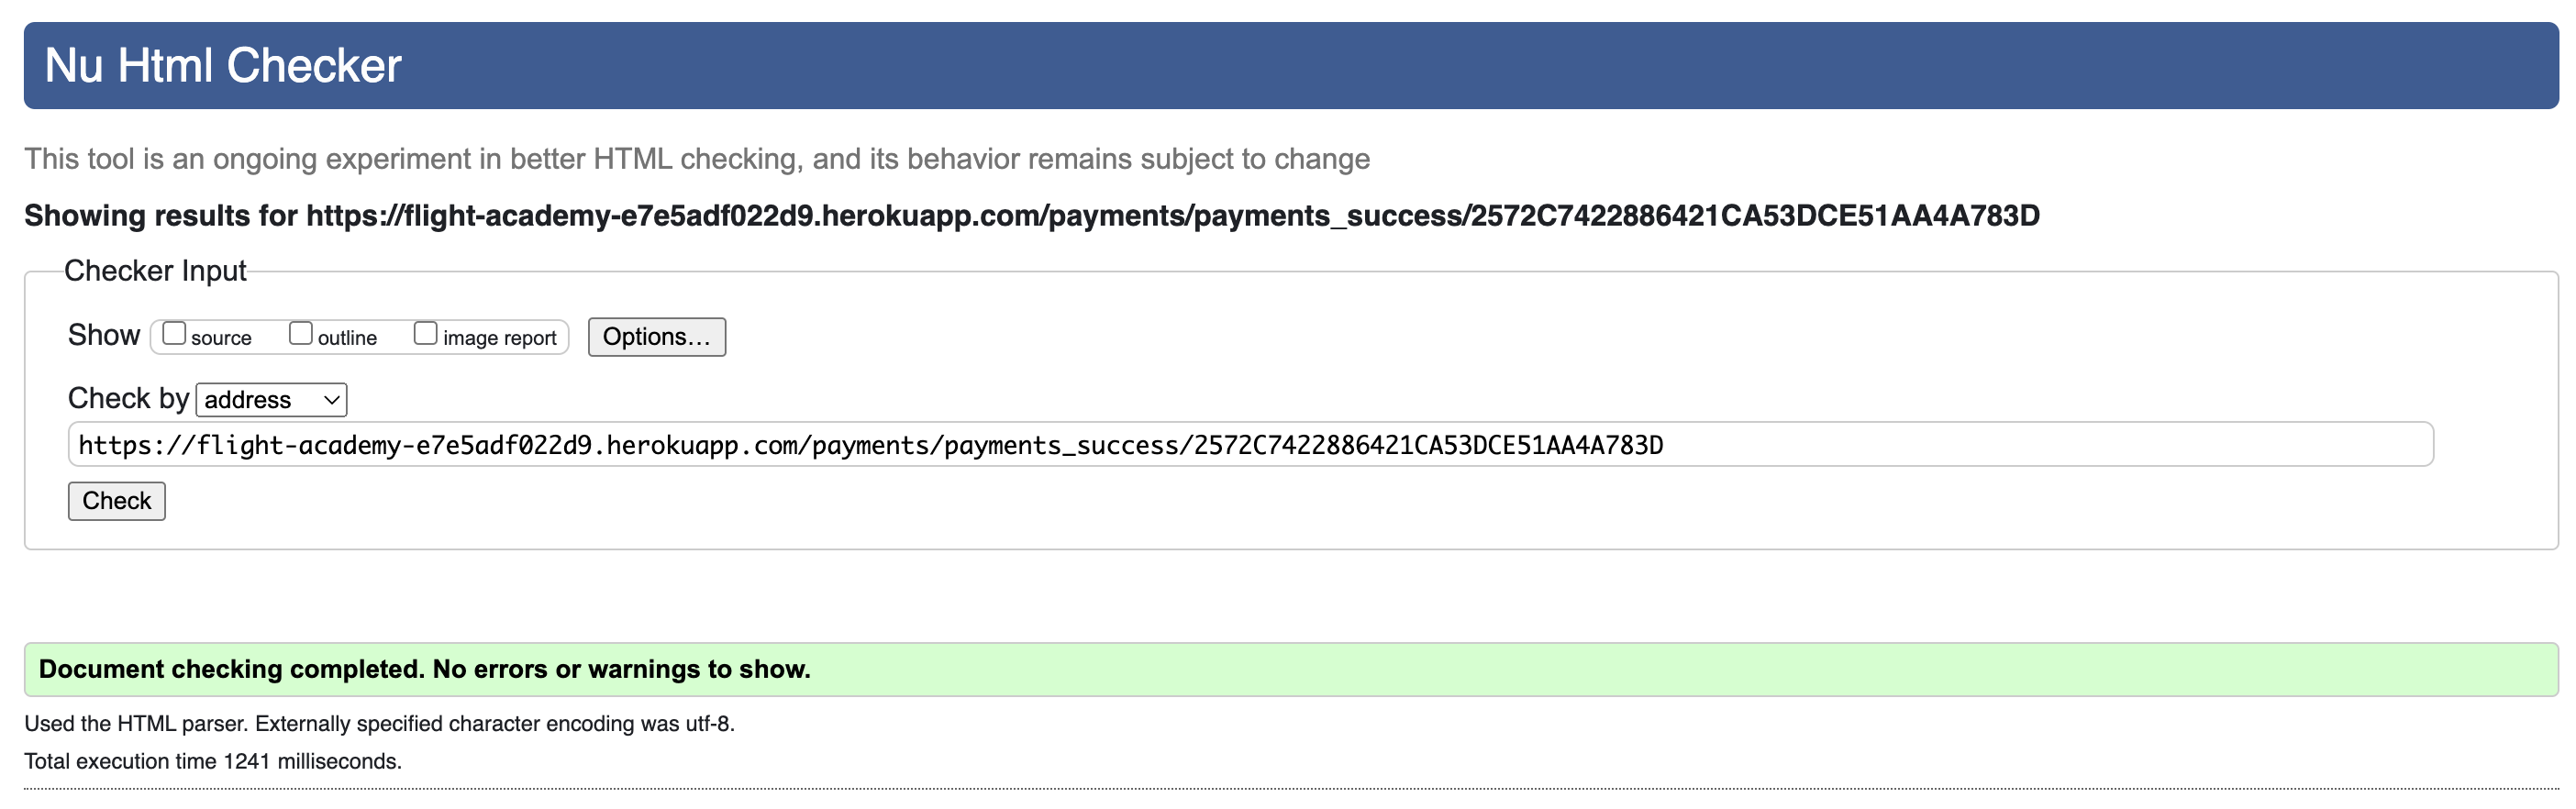 Nu Html Checker
This tool is an ongoing experiment in better HTML checking, and its behavior remains subject to change
Showing results for https://flight-academy-e7e5adf022d9.herokuapp.com/payments/payments_success/2572C7422886421CA53DCE51AA4A783D
Checker Input
Show source outline image report Options...
Check by address
https://flight-academy-e7e5adf022d9.herokuapp.com/payments/payments_success/2572C7422886421CA53DCE51AA4A783D
Check
Document checking completed. No errors or warnings to show.
Used the HTML parser. Externally specified character encoding was utf-8.
Total execution time 1241 milliseconds.